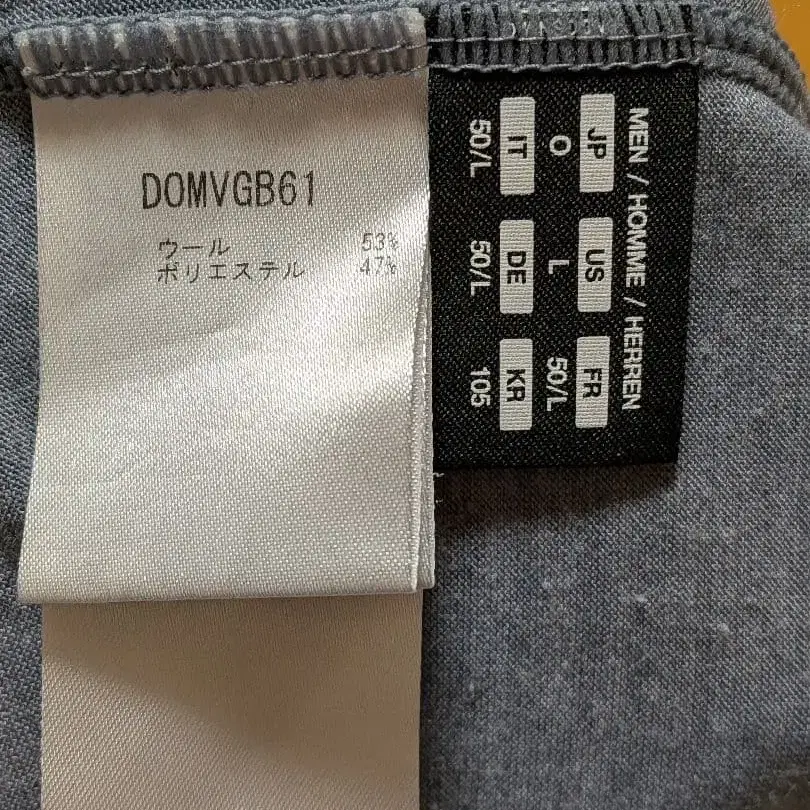 DOMVGB61
ウール 53%
ポリエステル 47%
MEN / HOMME / HERREN
JP US FR
O L 50/L
IT DE KR
50/L 50/L 105